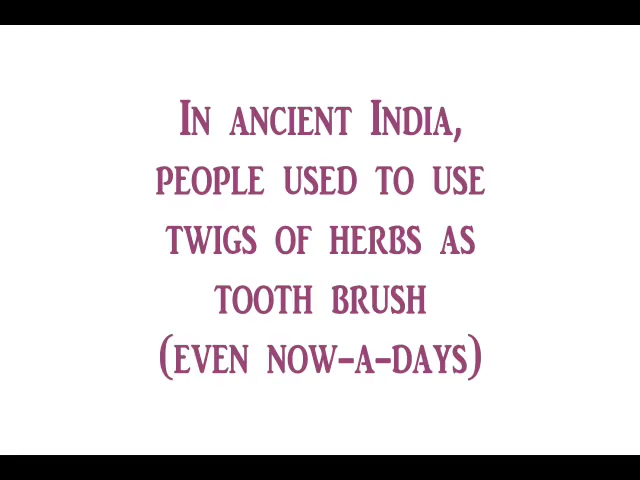 In ancient India,
people used to use
twigs of herbs as
tooth brush
(even now-a-days)